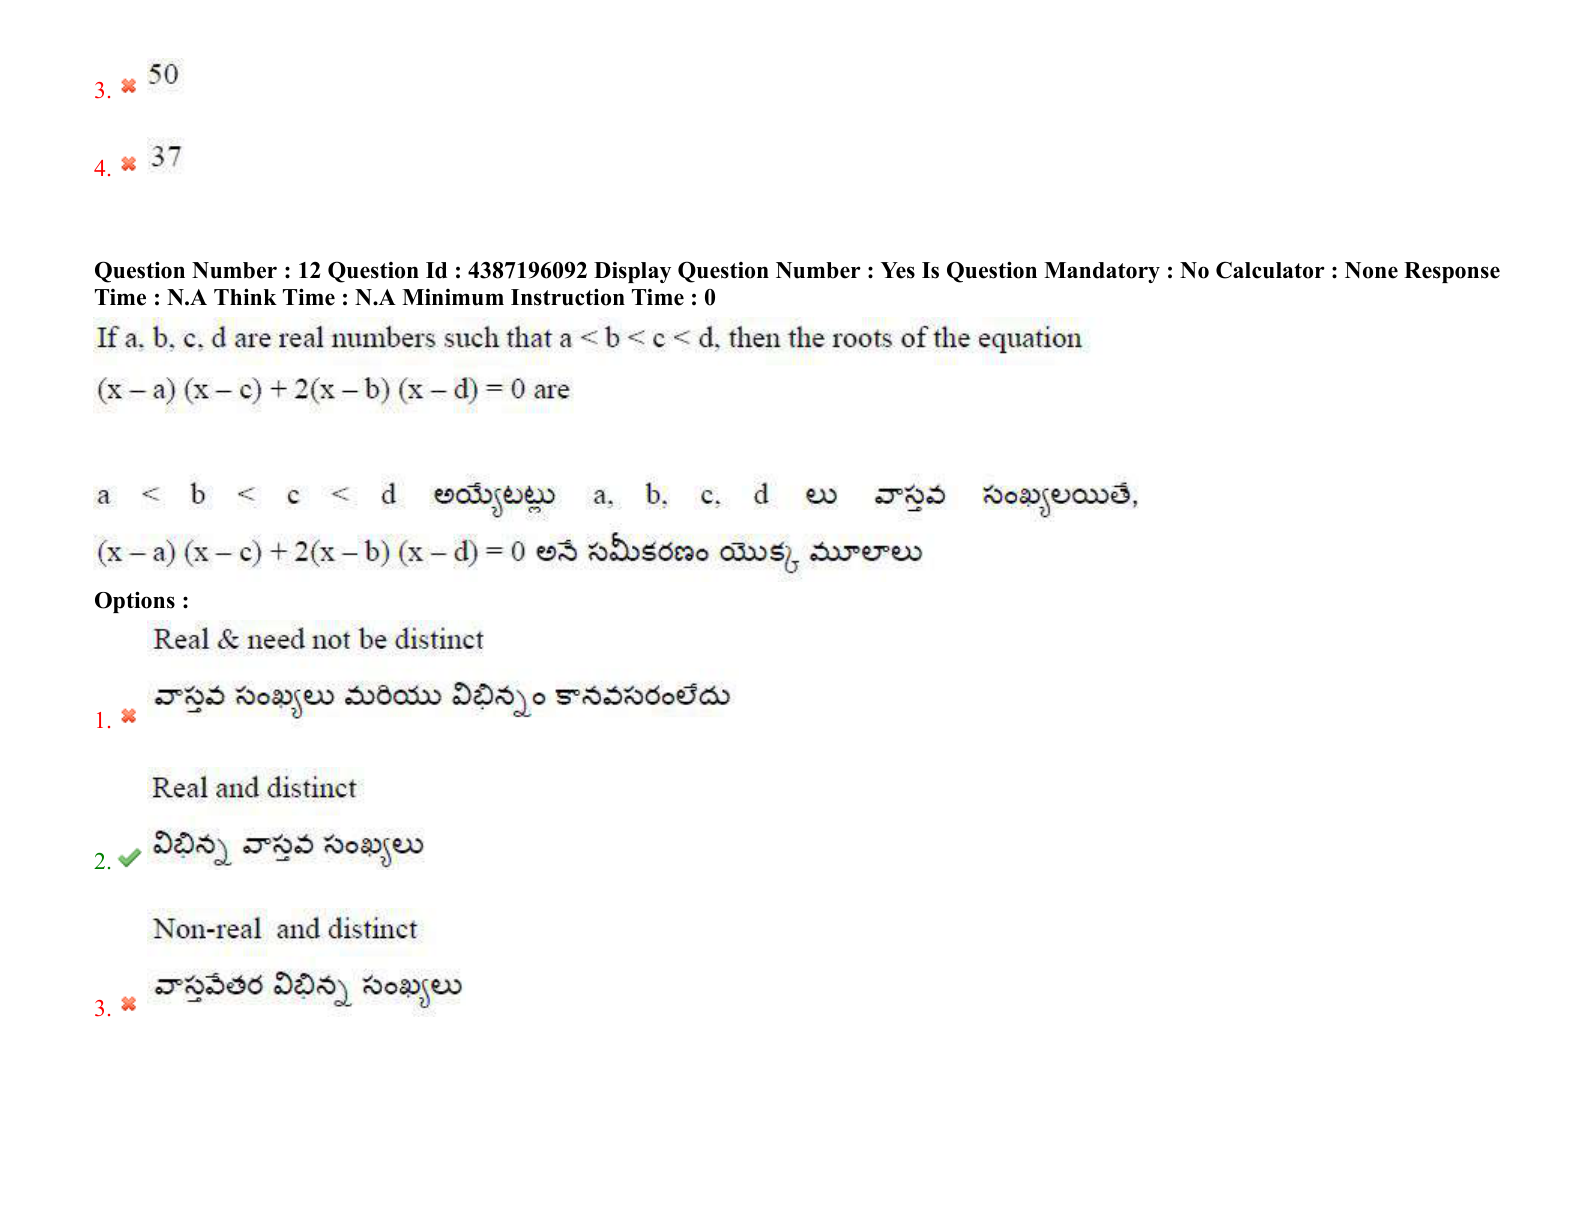 3. 50
4. 37
Question Number : 12 Question Id : 4387196092 Display Question Number : Yes Is Question Mandatory : No Calculator : None Response
Time : N.A Think Time : N.A Minimum Instruction Time : 0
If a, b, c, d are real numbers such that a < b < c < d, then the roots of the equation
(x – a) (x – c) + 2(x – b) (x – d) = 0 are
a < b < c < d అయ్యేటట్లు a, b, c, d లు వాస్తవ సంఖ్యలయితే,
(x – a) (x – c) + 2(x – b) (x – d) = 0 అనే సమీకరణం యొక్క మూలాలు
Options :
Real & need not be distinct
వాస్తవ సంఖ్యలు మరియు విభిన్నం కానవసరంలేదు
1.
Real and distinct
విభిన్న వాస్తవ సంఖ్యలు
2.
Non-real and distinct
వాస్తవేతర విభిన్న సంఖ్యలు
3.